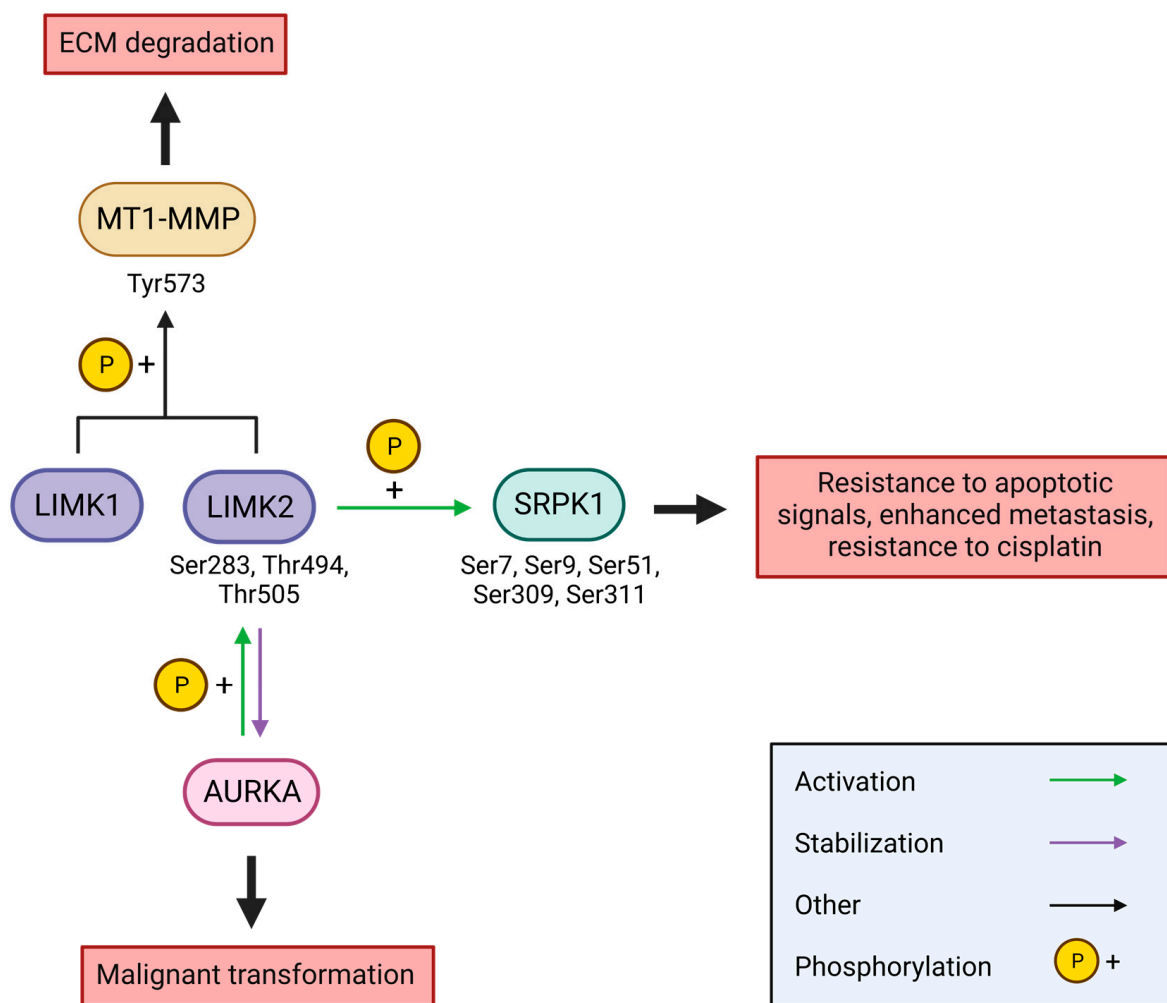 ECM degradation
MT1-MMP
Tyr573
P +
LIMK1
LIMK2
Ser283, Thr494,
Thr505
P
+
SRPK1
Ser7, Ser9, Ser51,
Ser309, Ser311
Resistance to apoptotic
signals, enhanced metastasis,
resistance to cisplatin
P +
AURKA
Malignant transformation
Activation
Stabilization
Other
Phosphorylation P +